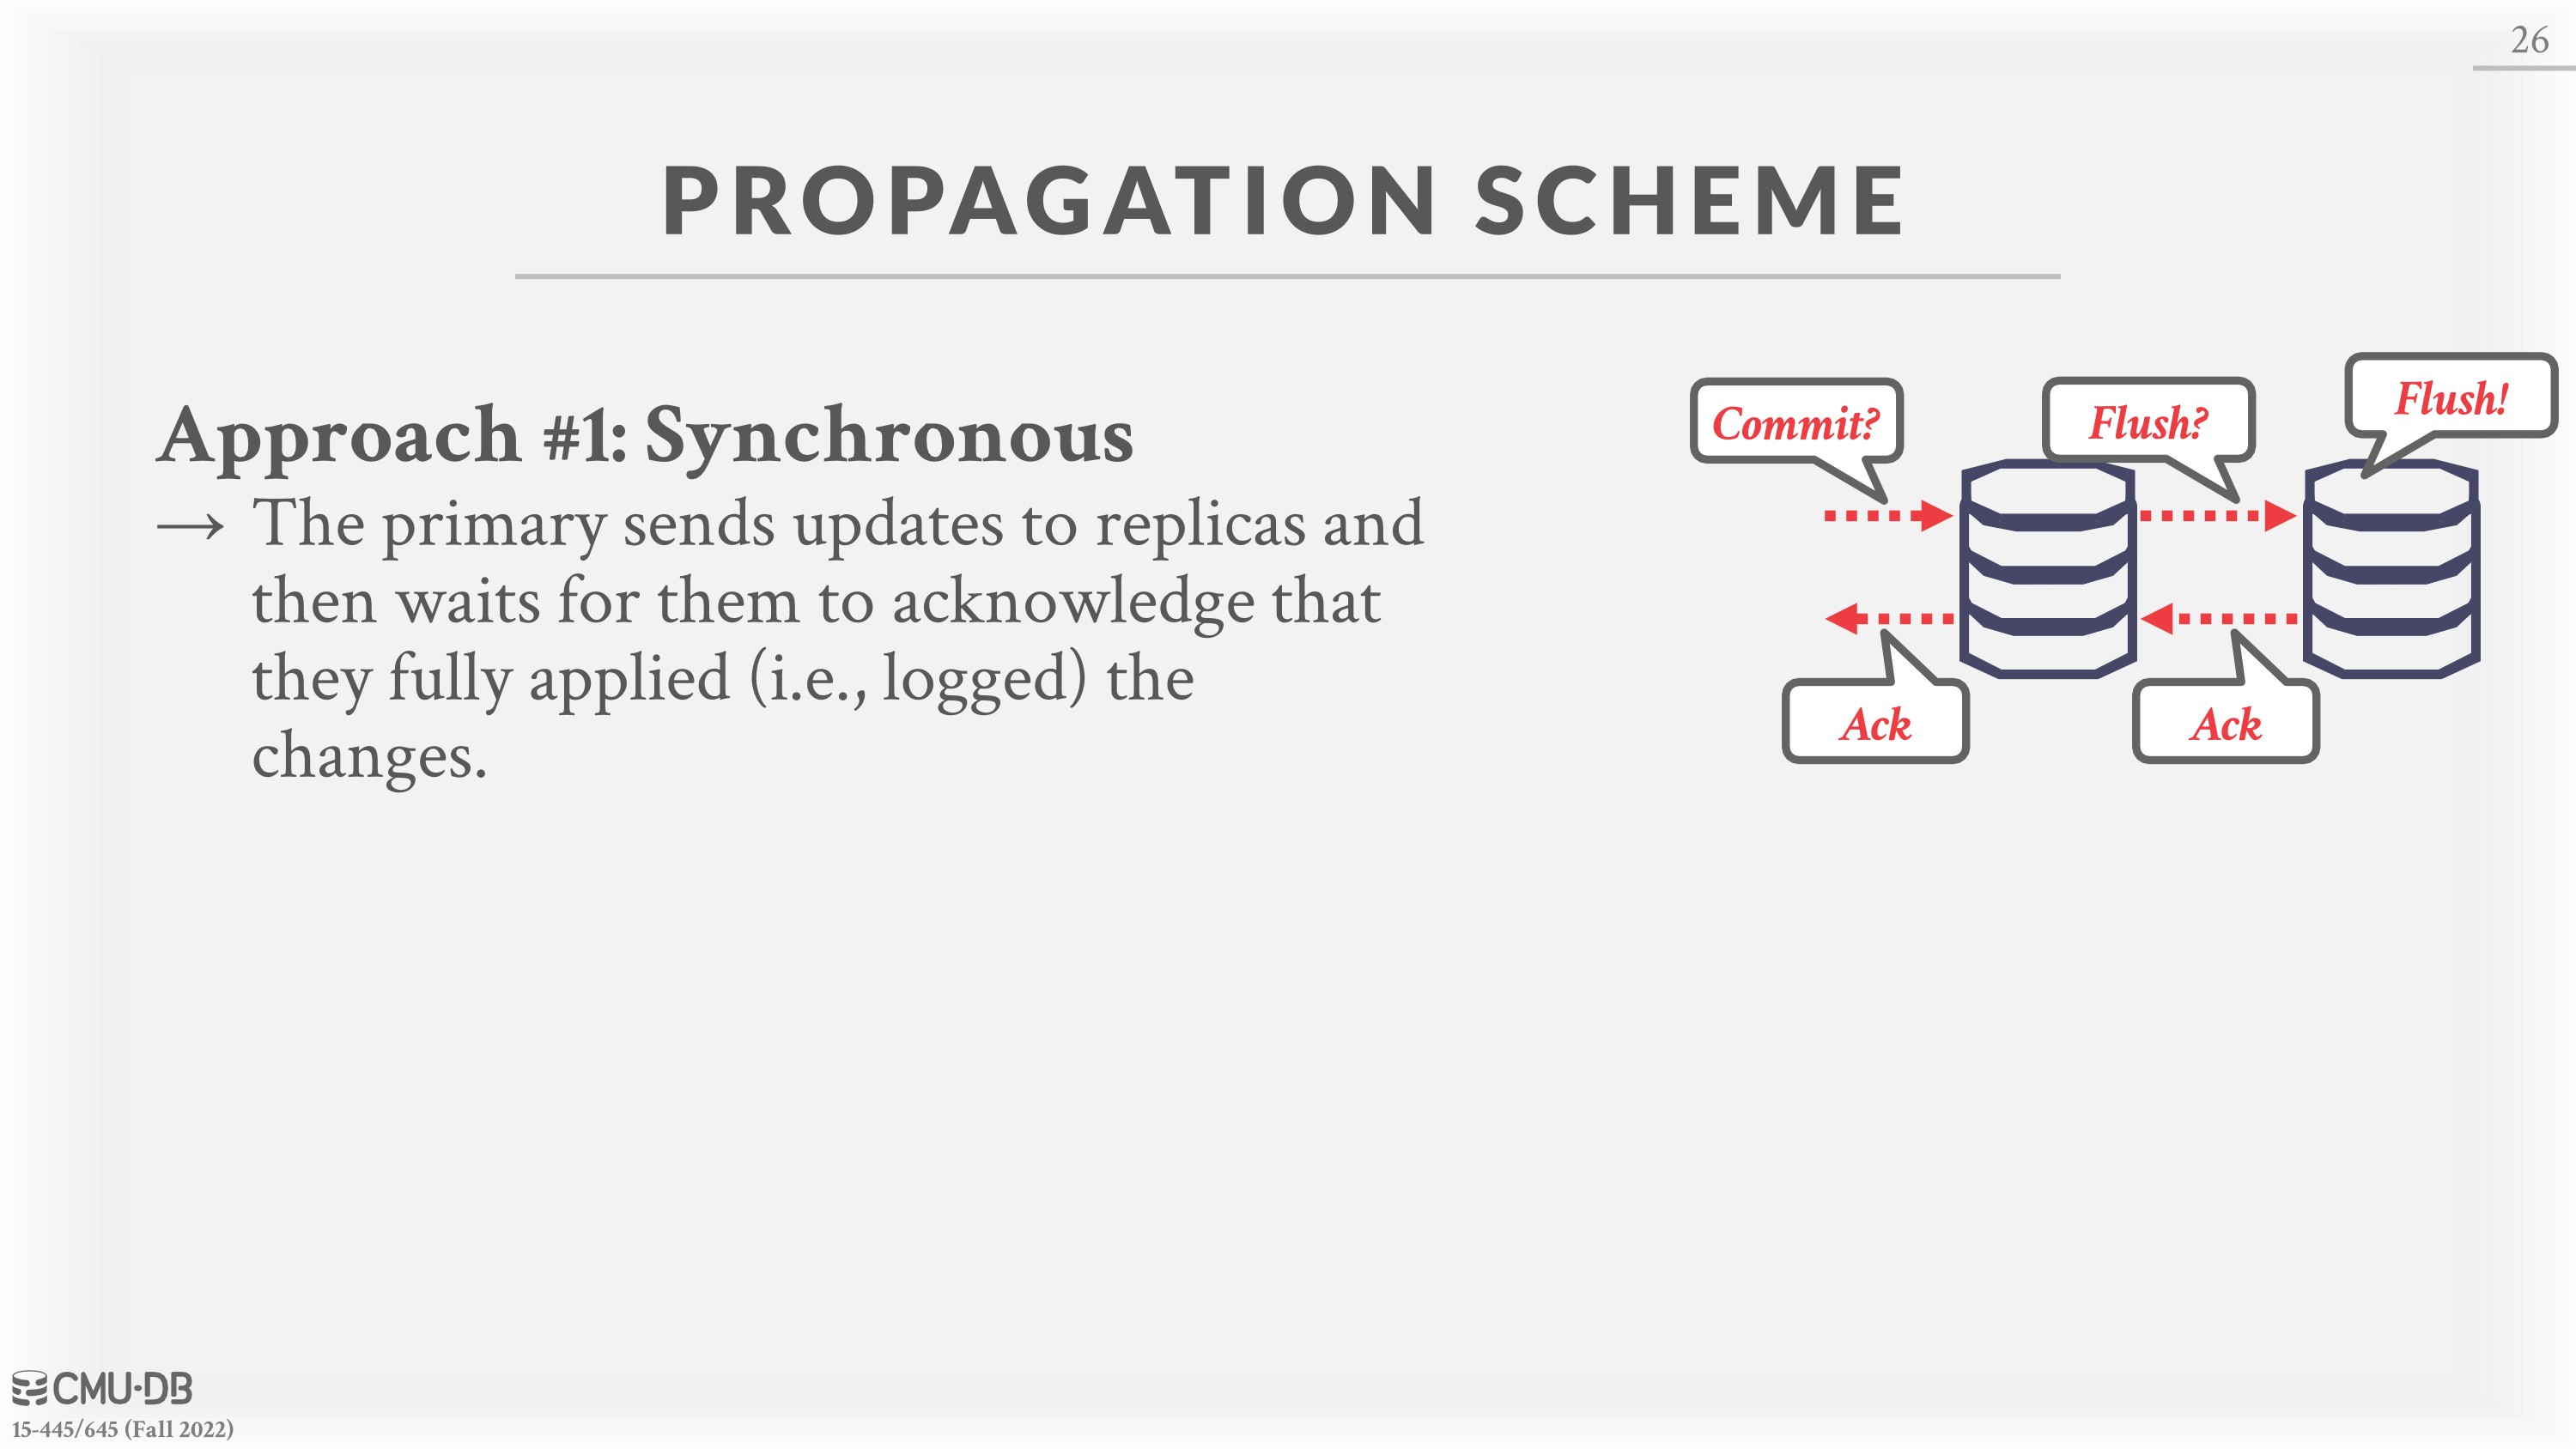 26
PROPAGATION SCHEME
Approach #1: Synchronous
→ The primary sends updates to replicas and
then waits for them to acknowledge that
they fully applied (i.e., logged) the
changes.
Commit?
Flush?
Flush!
Ack
Ack
CMU·DB
15-445/645 (Fall 2022)